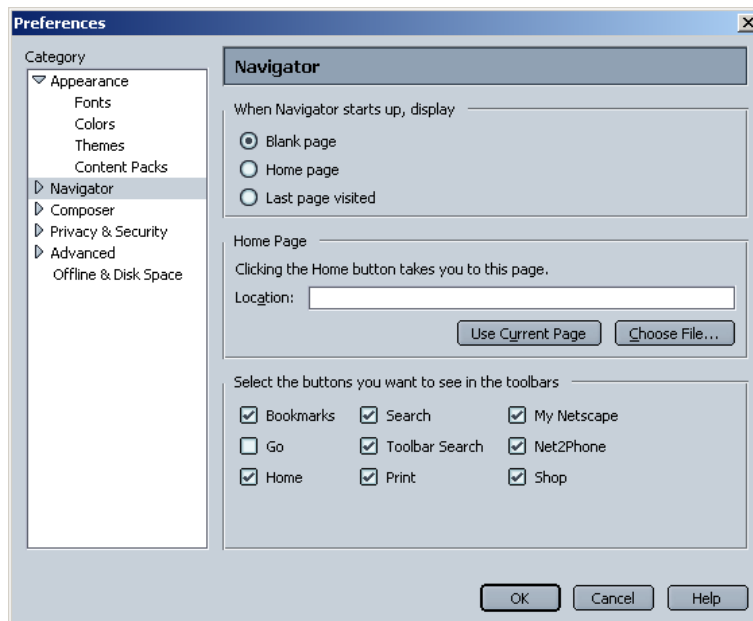 Preferences
Category
Appearance
Fonts
Colors
Themes
Content Packs
Navigator
Composer
Privacy & Security
Advanced
Offline & Disk Space
Navigator
When Navigator starts up, display
Blank page
Home page
Last page visited
Home Page
Clicking the Home button takes you to this page.
Location:
Use Current Page Choose File...
Select the buttons you want to see in the toolbars
Bookmarks Search My Netscape
Go Toolbar Search Net2Phone
Home Print Shop
OK Cancel Help